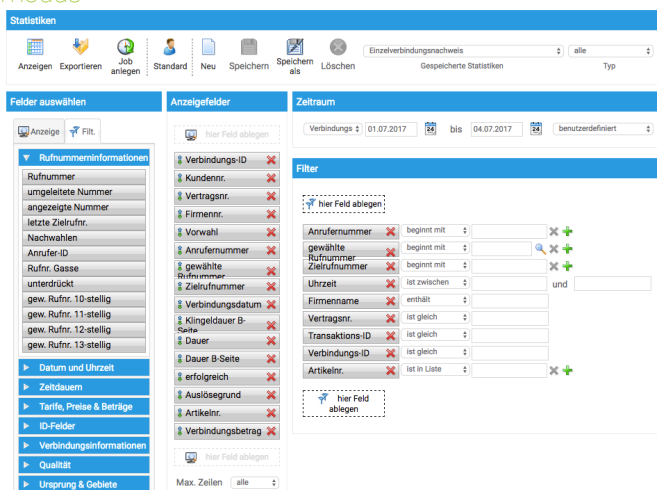 Statistiken
Anzeigen
Exportieren
Job
anlegen
Standard
Neu
Speichern
Speichern
als
Löschen
Einzelverbindungsnachweis
Gespeicherte Statistiken
alle
Typ
Felder auswählen
Anzeige
Filt.
Rufnummerninformationen
Rufnummer
umgeleitete Nummer
angezeigte Nummer
letzte Zielrufnr.
Nachwahlen
Anrufer-ID
Rufnr. Gasse
unterdrückt
gew. Rufnr. 10-stellig
gew. Rufnr. 11-stellig
gew. Rufnr. 12-stellig
gew. Rufnr. 13-stellig
Datum und Uhrzeit
Zeitdauern
Tarife, Preise & Beträge
ID-Felder
Verbindungsinformationen
Qualität
Ursprung & Gebiete
Anzeigefelder
hier Feld ablegen
Verbindungs-ID
Kundennr.
Vertragsnr.
Firmennr.
Vorwahl
Anrufernummer
gewählte
Rufnummer
Zielrufnummer
Verbindungsdatum
Klingeldauer B-
Seite
Dauer
Dauer B-Seite
erfolgreich
Auslösegrund
Artikelnr.
Verbindungsbetrag
hier Feld ablegen
Max. Zeilen alle
Zeitraum
Verbindungs 01.07.2017 24 bis 04.07.2017 24 benutzerdefiniert
Filter
hier Feld ablegen
Anrufernummer beginnt mit
gewählte
Rufnummer beginnt mit
Zielrufnummer beginnt mit
Uhrzeit ist zwischen und
Firmenname enthält
Vertragsnr. ist gleich
Transaktions-ID ist gleich
Verbindungs-ID ist gleich
Artikelnr. ist in Liste
hier Feld
ablegen